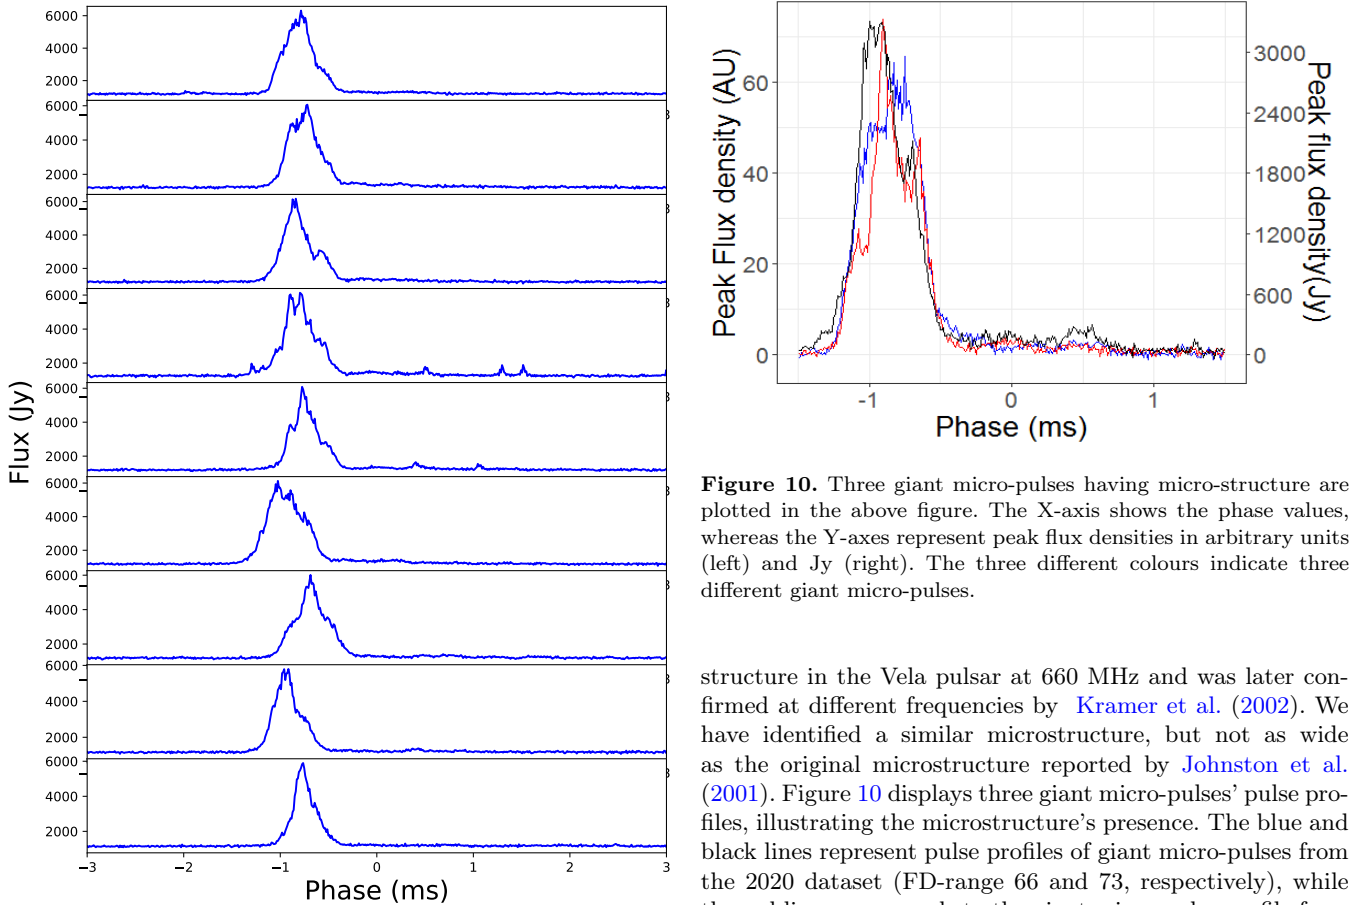 6000
4000
2000
6000
4000
2000
6000
4000
2000
6000
4000
2000
6000
4000
2000
6000
4000
2000
6000
4000
2000
6000
4000
2000
6000
4000
2000
Flux (Jy)
−3 −2 −1 0 1 2 3
Phase (ms)
Peak Flux density (AU)
60
40
20
0
3000
2400
1800
1200
600
0
Peak flux density(Jy)
-1 0 1
Phase (ms)
Figure 10. Three giant micro-pulses having micro-structure are
plotted in the above figure. The X-axis shows the phase values,
whereas the Y-axes represent peak flux densities in arbitrary units
(left) and Jy (right). The three different colours indicate three
different giant micro-pulses.
structure in the Vela pulsar at 660 MHz and was later con-
firmed at different frequencies by Kramer et al. (2002). We
have identified a similar microstructure, but not as wide
as the original microstructure reported by Johnston et al.
(2001). Figure 10 displays three giant micro-pulses' pulse pro-
files, illustrating the microstructure's presence. The blue and
black lines represent pulse profiles of giant micro-pulses from
the 2020 dataset (FD-range 66 and 73, respectively), while